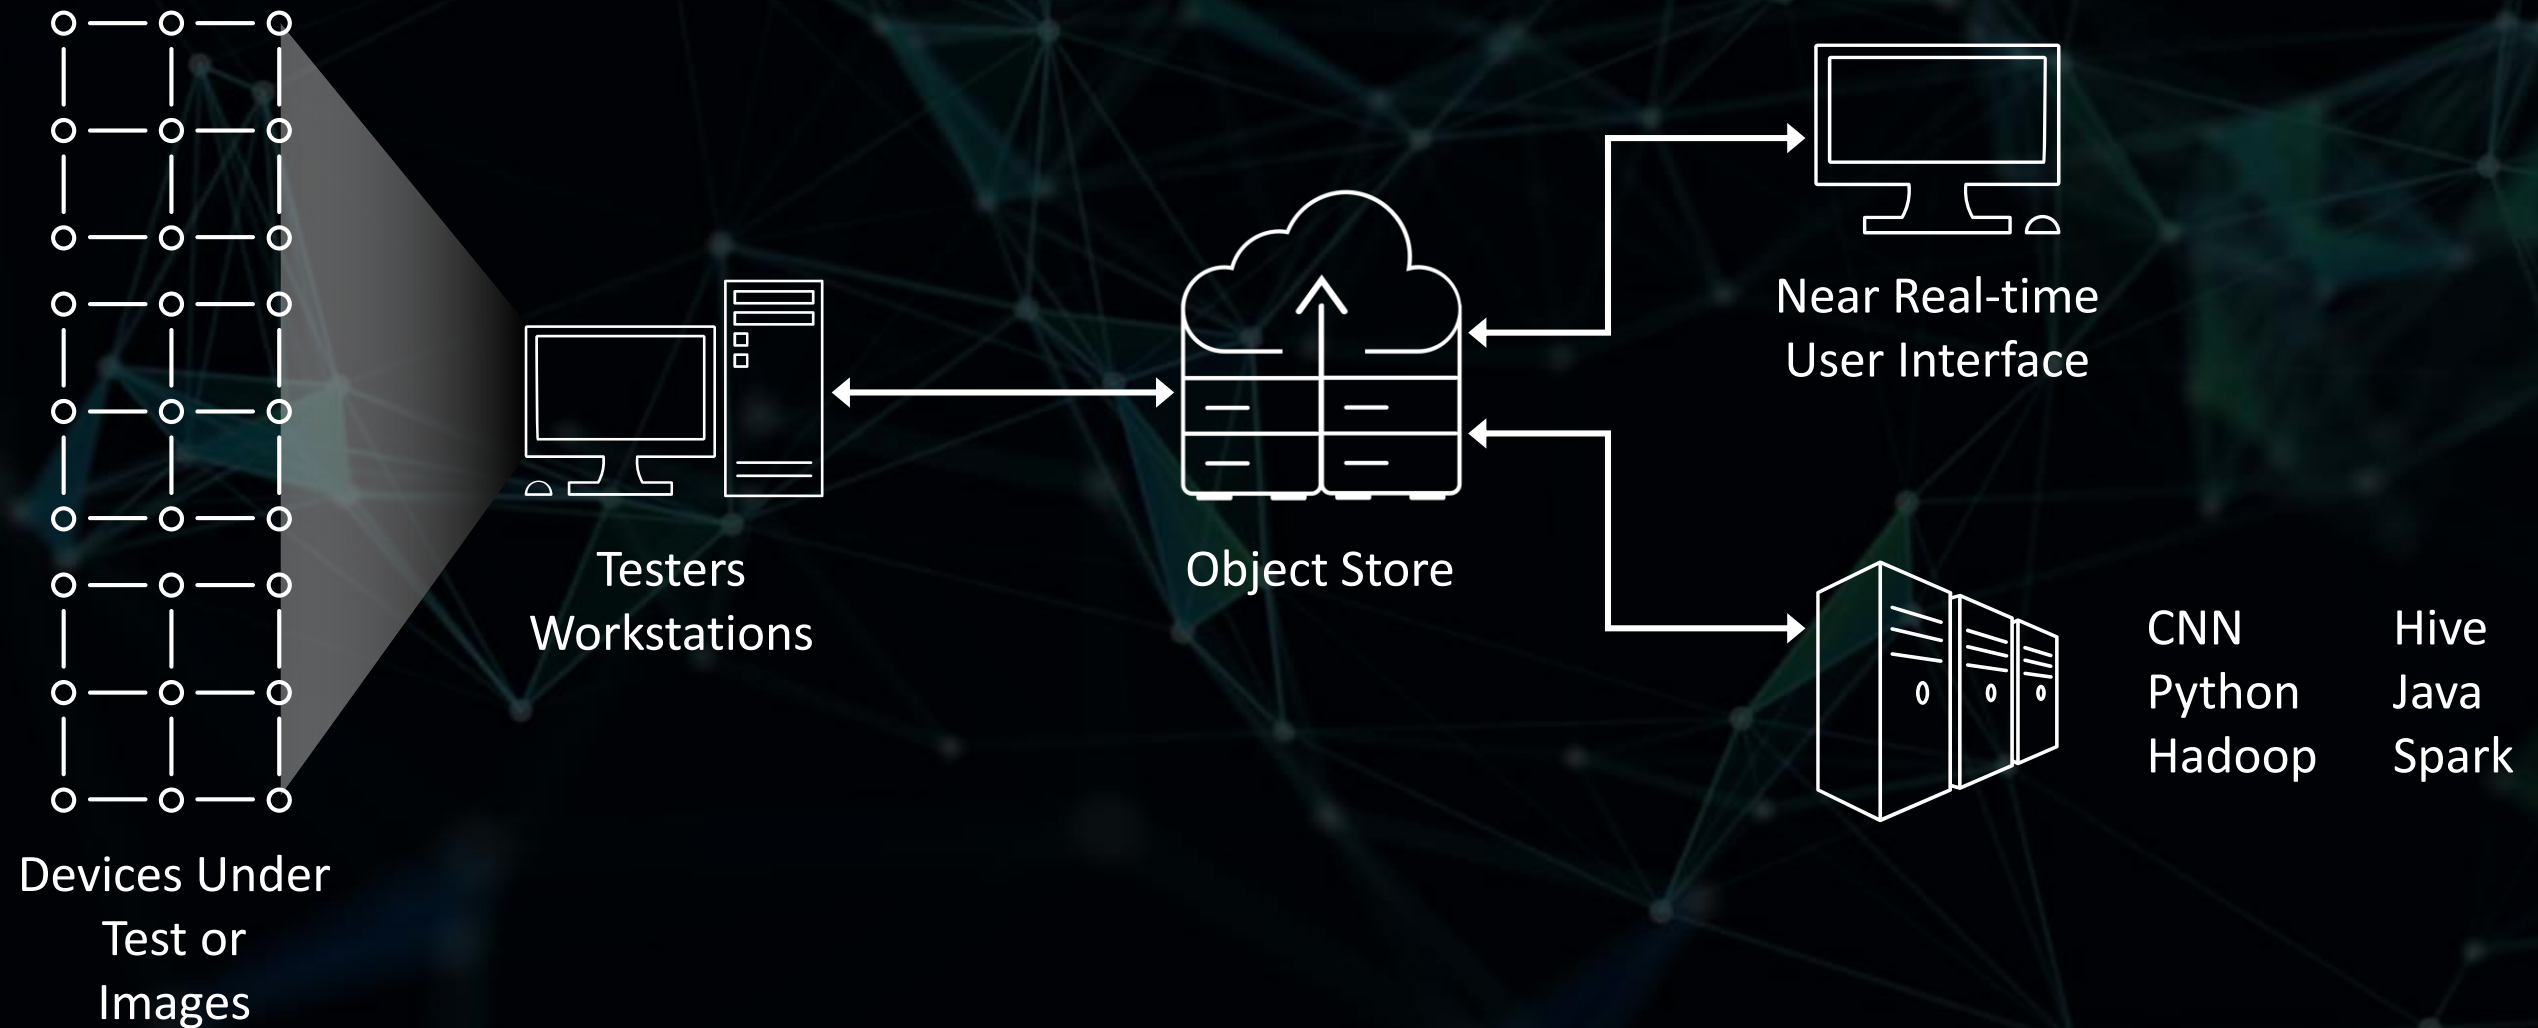 Devices Under
Test or
Images
Testers
Workstations
Object Store
Near Real-time
User Interface
CNN
Python
Hadoop
Hive
Java
Spark